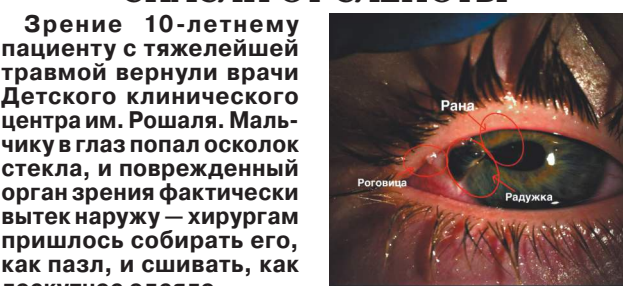 Зрение 10-летнему
пациенту с тяжелейшей
травмой вернули врачи
Детского клинического
центра им. Рошаля. Маль-
чику в глаз попал осколок
стекла, и поврежденный
орган зрения фактически
вытек наружу — хирургам
пришлось собирать его,
как пазл, и сшивать, как
Рана
Роговица
Радужка